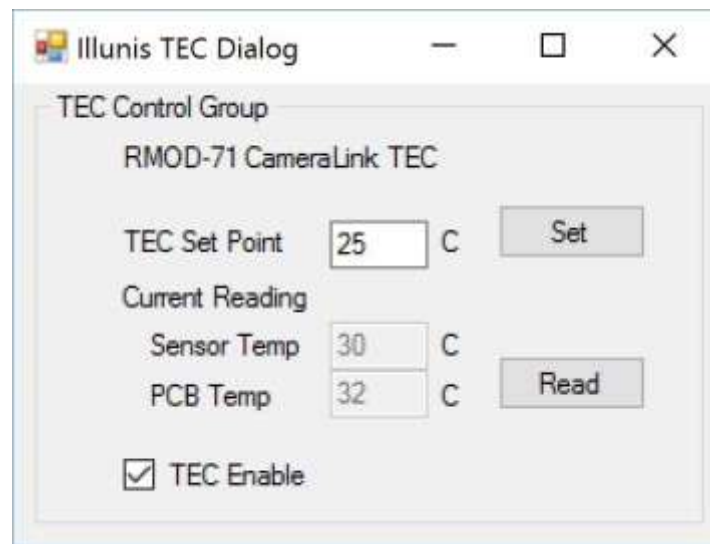 Illunis TEC Dialog
TEC Control Group
RMOD-71 CameraLink TEC
TEC Set Point 25 C Set
Current Reading
Sensor Temp 30 C
PCB Temp 32 C Read
TEC Enable